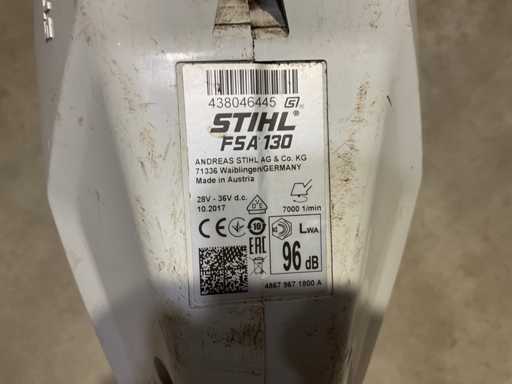 438046445
STIHL®
FSA 130
ANDREAS STIHL AG & Co. KG
71336 Waiblingen/GERMANY
Made in Austria
28V - 36V d.c.
10.2017
7000 1/min
CE
10
EAC
LWA
96 dB
4867 967 1800 A